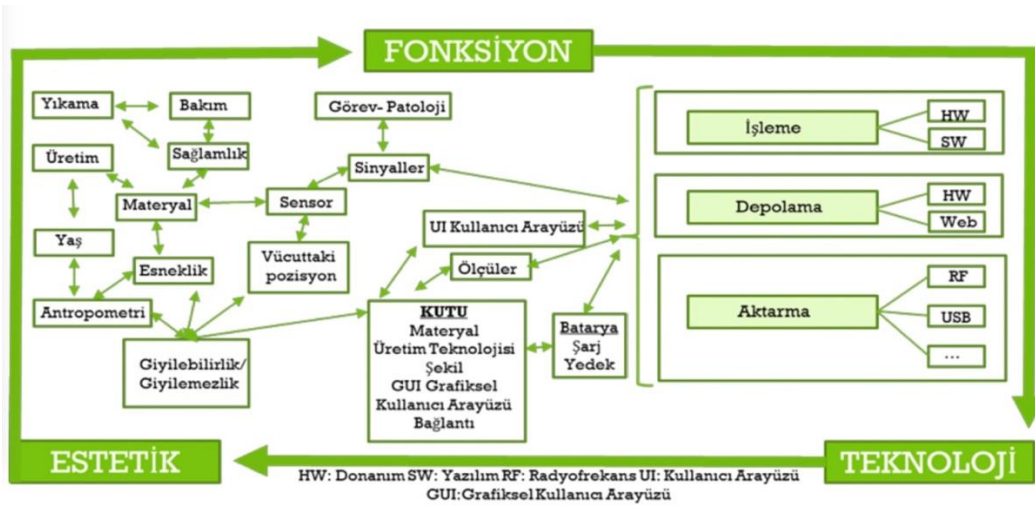 FONKSİYON
Yıkama
Bakım
Görev- Patoloji
Üretim
Sağlamlık
Sinyaller
Materyal
Sensor
Yaş
Esneklik
Vücuttaki
pozisyon
UI Kullanıcı Arayüzü
Ölçüler
Antropometri
Giyilebilirlik/
Giyilemezlik
KUTU
Materyal
Üretim Teknolojisi
Şekil
GUI Grafiksel
Kullanıcı Arayüzü
Bağlantı
Batarya
Şarj
Yedek
İşleme
HW
SW
Depolama
HW
Web
Aktarma
RF
USB
...
ESTETİK
TEKNOLOJİ
HW: Donanım SW: Yazılım RF: Radyofrekans UI: Kullanıcı Arayüzü
GUI:Grafiksel Kullanıcı Arayüzü